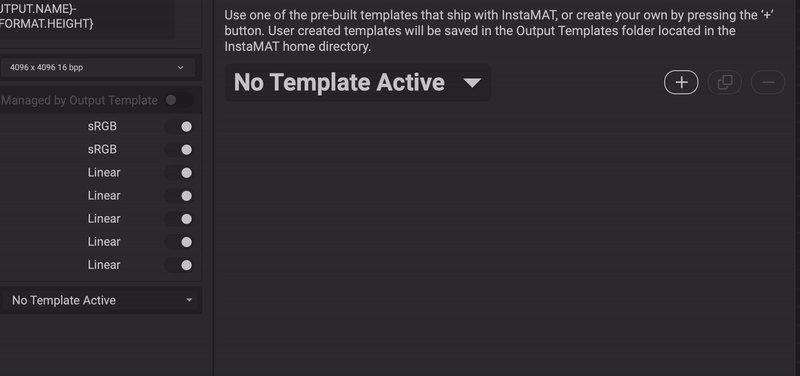 UTPUT.NAME}-
FORMAT.HEIGHT}
4096 x 4096 16 bpp
Managed by Output Template
sRGB
sRGB
Linear
Linear
Linear
Linear
Linear
No Template Active
Use one of the pre-built templates that ship with InstaMAT, or create your own by pressing the ‘+’
button. User created templates will be saved in the Output Templates folder located in the
InstaMAT home directory.
No Template Active